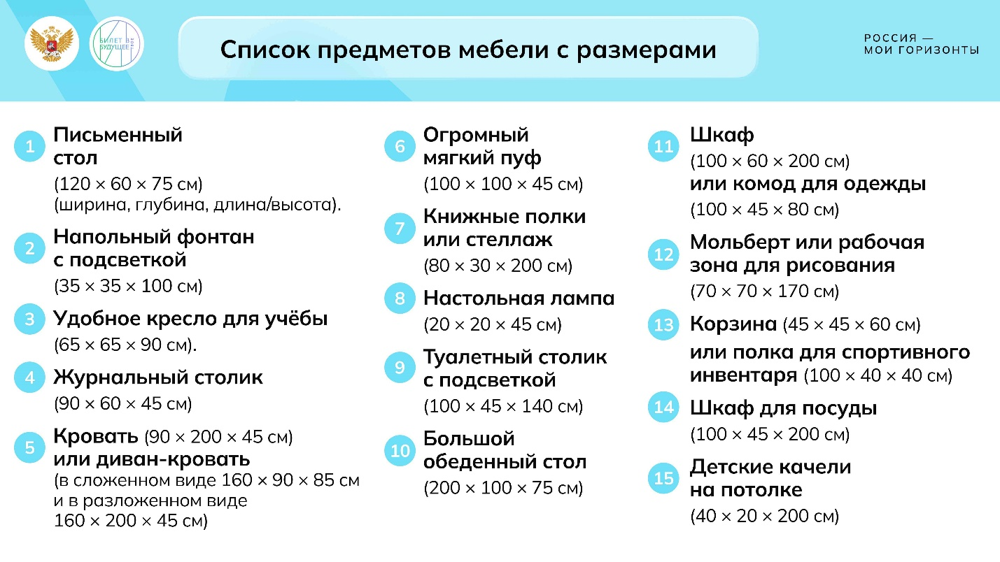 БИЛЕТ В
БУДУЩЕЕ
Список предметов мебели с размерами
РОССИЯ —
МОИ ГОРИЗОНТЫ
1 Письменный
стол
(120 × 60 × 75 см)
(ширина, глубина, длина/высота).
2 Напольный фонтан
с подсветкой
(35 × 35 × 100 см)
3 Удобное кресло для учёбы
(65 × 65 × 90 см).
4 Журнальный столик
(90 × 60 × 45 см)
5 Кровать (90 × 200 × 45 см)
или диван-кровать
(в сложенном виде 160 × 90 × 85 см
и в разложенном виде
160 × 200 × 45 см)
6 Огромный
мягкий пуф
(100 × 100 × 45 см)
7 Книжные полки
или стеллаж
(80 × 30 × 200 см)
8 Настольная лампа
(20 × 20 × 45 см)
9 Туалетный столик
с подсветкой
(100 × 45 × 140 см)
10 Большой
обеденный стол
(200 × 100 × 75 см)
11 Шкаф
(100 × 60 × 200 см)
или комод для одежды
(100 × 45 × 80 см)
12 Мольберт или рабочая
зона для рисования
(70 × 70 × 170 см)
13 Корзина (45 × 45 × 60 см)
или полка для спортивного
инвентаря (100 × 40 × 40 см)
14 Шкаф для посуды
(100 × 45 × 200 см)
15 Детские качели
на потолке
(40 × 20 × 200 см)